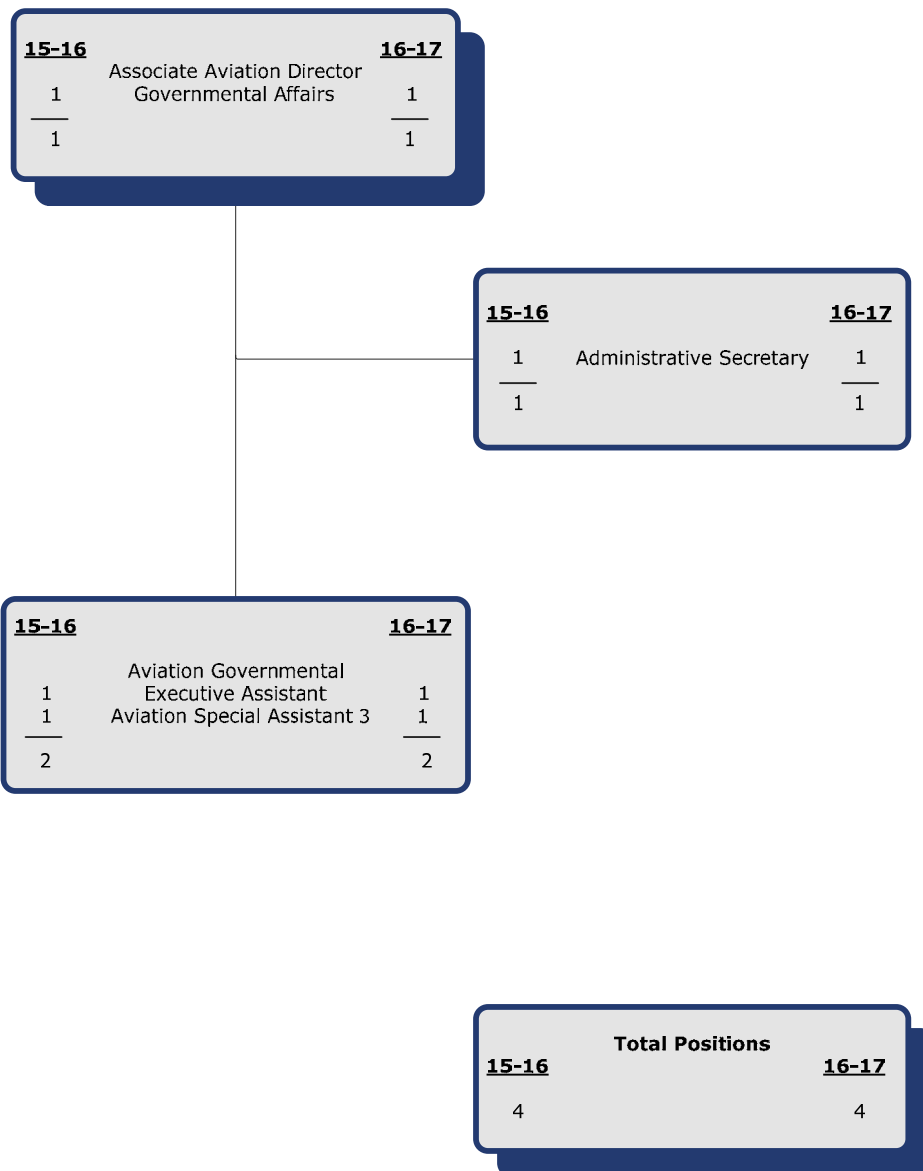 15-16 16-17
Associate Aviation Director
1 Governmental Affairs 1
1 1
15-16 16-17
1 Administrative Secretary 1
1 1
15-16 16-17
Aviation Governmental
1 Executive Assistant 1
1 Aviation Special Assistant 3 1
2 2
Total Positions
15-16 16-17
4 4